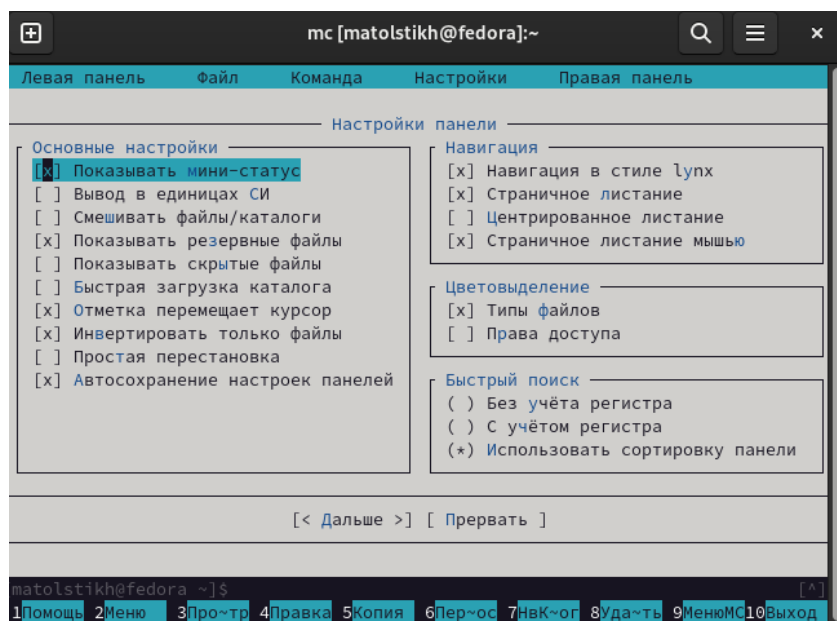 mc [matolstikh@fedora]:~
Левая панель Файл Команда Настройки Правая панель
Настройки панели
Основные настройки
[x] Показывать мини-статус
[ ] Вывод в единицах СИ
[ ] Смешивать файлы/каталоги
[x] Показывать резервные файлы
[ ] Показывать скрытые файлы
[ ] Быстрая загрузка каталога
[x] Отметка перемещает курсор
[x] Инвертировать только файлы
[ ] Простая перестановка
[x] Автосохранение настроек панелей
Навигация
[x] Навигация в стиле lynx
[x] Страничное листание
[ ] Центрированное листание
[x] Страничное листание мышью
Цветовыделение
[x] Типы файлов
[ ] Права доступа
Быстрый поиск
( ) Без учёта регистра
( ) С учётом регистра
(*) Использовать сортировку панели
[< Дальше >] [ Прервать ]
matolstikh@fedora ~]$ [^]
1Помощь 2Меню 3Про~тр 4Правка 5Копия 6Пер~ос 7НвК~ог 8Уда~ть 9МенюМС10Выход